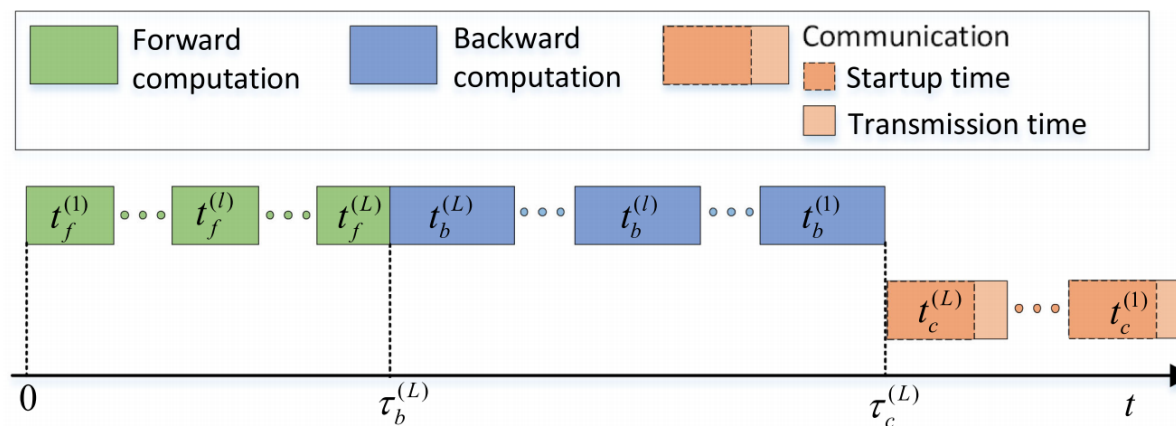 Forward
computation
Backward
computation
Communication
Startup time
Transmission time
t_f^{(1)} t_f^{(l)} t_f^{(L)} t_b^{(L)} t_b^{(l)} t_b^{(1)}
t_c^{(L)} t_c^{(1)}
0 τ_b^{(L)} τ_c^{(L)} t